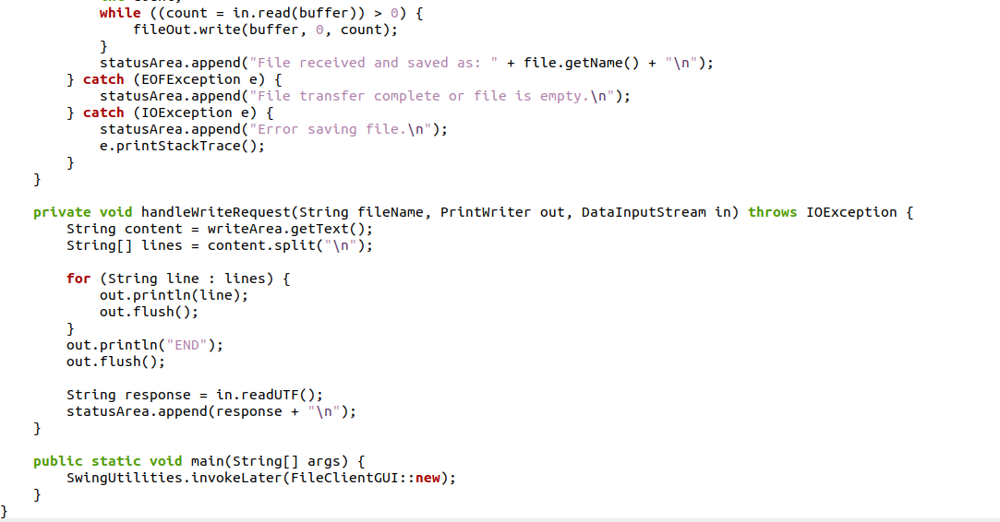 while ((count = in.read(buffer)) > 0) {
fileOut.write(buffer, 0, count);
}
statusArea.append("File received and saved as: " + file.getName() + "\n");
} catch (EOFException e) {
statusArea.append("File transfer complete or file is empty.\n");
} catch (IOException e) {
statusArea.append("Error saving file.\n");
e.printStackTrace();
}
}
private void handleWriteRequest(String fileName, PrintWriter out, DataInputStream in) throws IOException {
String content = writeArea.getText();
String[] lines = content.split("\n");
for (String line : lines) {
out.println(line);
out.flush();
}
out.println("END");
out.flush();
String response = in.readUTF();
statusArea.append(response + "\n");
}
public static void main(String[] args) {
SwingUtilities.invokeLater(FileClientGUI::new);
}
}